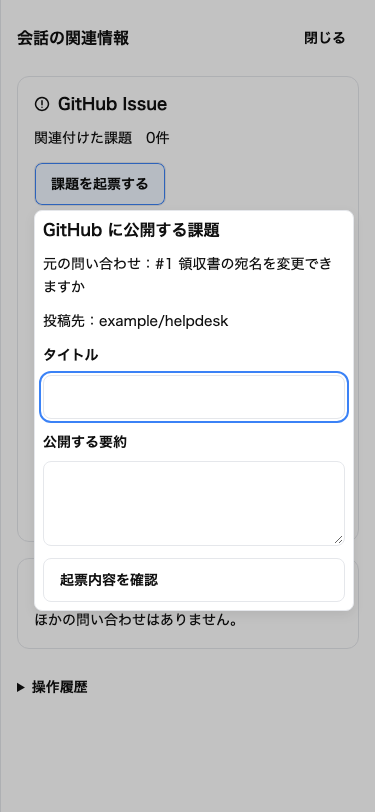 会話の関連情報
閉じる
GitHub Issue
関連付けた課題 0件
課題を起票する
GitHub に公開する課題
元の問い合わせ：#1 領収書の宛名を変更でき
ますか
投稿先：example/helpdesk
タイトル
公開する要約
起票内容を確認
ほかの問い合わせはありません。
操作履歴